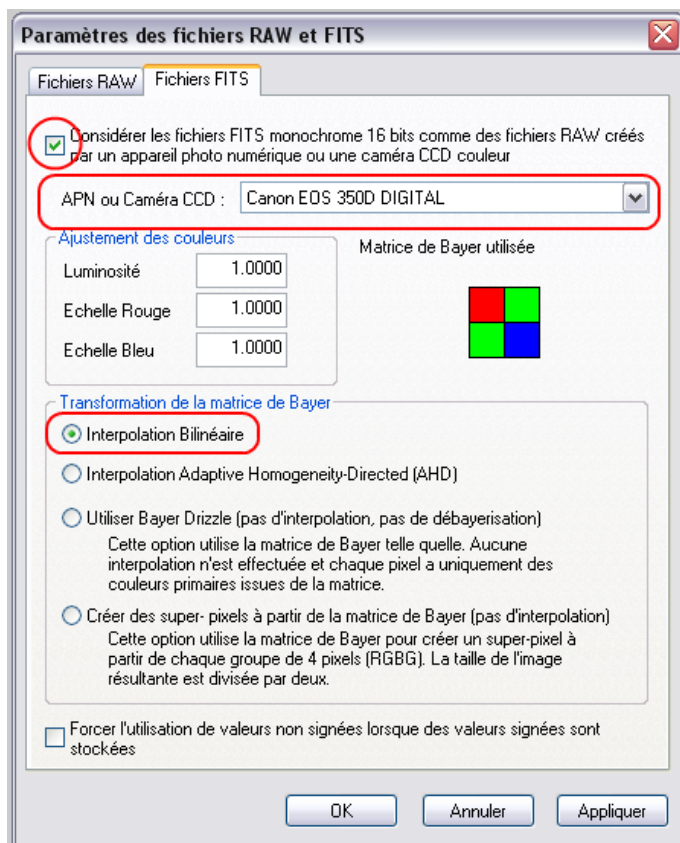 Paramètres des fichiers RAW et FITS
Fichiers RAW
Fichiers FITS
Considérer les fichiers FITS monochrome 16 bits comme des fichiers RAW créés
par un appareil photo numérique ou une caméra CCD couleur
APN ou Caméra CCD :
Canon EOS 350D DIGITAL
Ajustement des couleurs
Luminosité
1.0000
Echelle Rouge
1.0000
Echelle Bleu
1.0000
Matrice de Bayer utilisée
Transformation de la matrice de Bayer
Interpolation Bilinéaire
Interpolation Adaptive Homogeneity-Directed (AHD)
Utiliser Bayer Drizzle (pas d'interpolation, pas de débayerisation)
Cette option utilise la matrice de Bayer telle quelle. Aucune
interpolation n'est effectuée et chaque pixel a uniquement des
couleurs primaires issues de la matrice.
Créer des super- pixels à partir de la matrice de Bayer (pas d'interpolation)
Cette option utilise la matrice de Bayer pour créer un super-pixel à
partir de chaque groupe de 4 pixels (RGBG). La taille de l'image
résultante est divisée par deux.
Forcer l'utilisation de valeurs non signées lorsque des valeurs signées sont
stockées
OK
Annuler
Appliquer